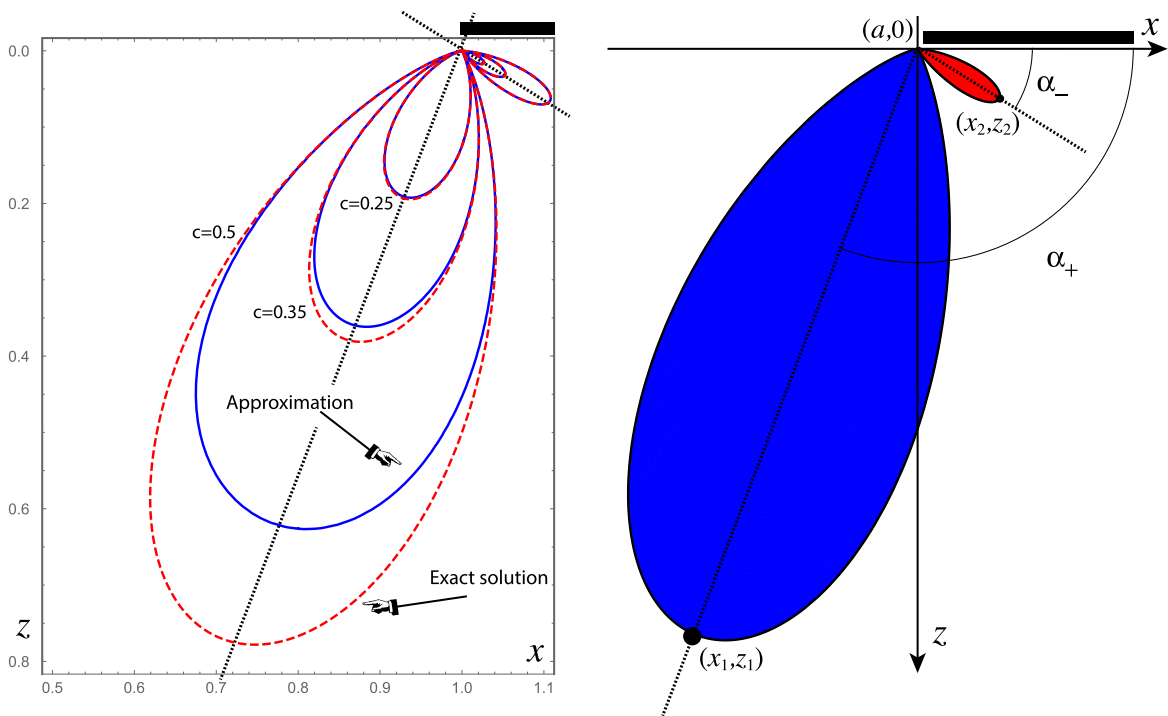 0.0
0.2
0.4
0.6
0.8
0.5
0.6
0.7
0.8
0.9
1.0
1.1
z
x
c=0.25
c=0.5
c=0.35
Approximation
Exact solution
(a,0)
x
α₋
(x₂,z₂)
α₊
z
(x₁,z₁)